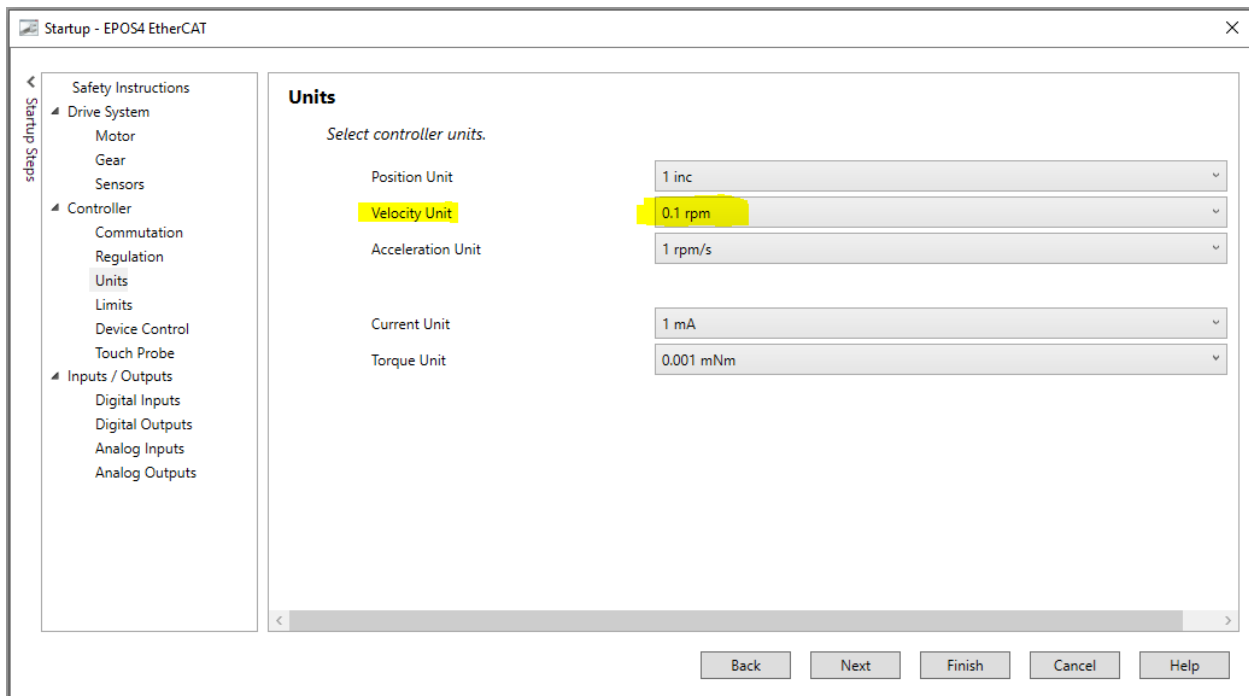 Startup - EPOS4 EtherCAT
Startup Steps
Safety Instructions
Drive System
Motor
Gear
Sensors
Controller
Commutation
Regulation
Units
Limits
Device Control
Touch Probe
Inputs / Outputs
Digital Inputs
Digital Outputs
Analog Inputs
Analog Outputs
Units
Select controller units.
Position Unit 1 inc
Velocity Unit 0.1 rpm
Acceleration Unit 1 rpm/s
Current Unit 1 mA
Torque Unit 0.001 mNm
Back Next Finish Cancel Help